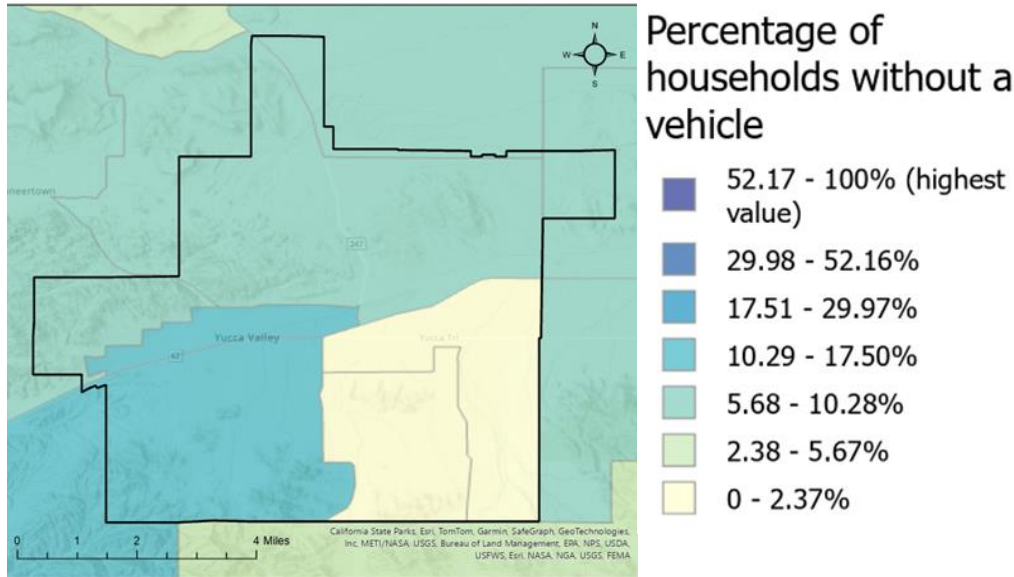 Percentage of
households without a
vehicle
52.17 - 100% (highest
value)
29.98 - 52.16%
17.51 - 29.97%
10.29 - 17.50%
5.68 - 10.28%
2.38 - 5.67%
0 - 2.37%
N
W E
S
neertown
247
Yucca Valley
Yucca Trl
62
0 1 2 4 Miles
California State Parks, Esri, TomTom, Garmin, SafeGraph, GeoTechnologies,
Inc, METI/NASA, USGS, Bureau of Land Management, EPA, NPS, USDA,
USFWS, Esri, NASA, NGA, USGS, FEMA